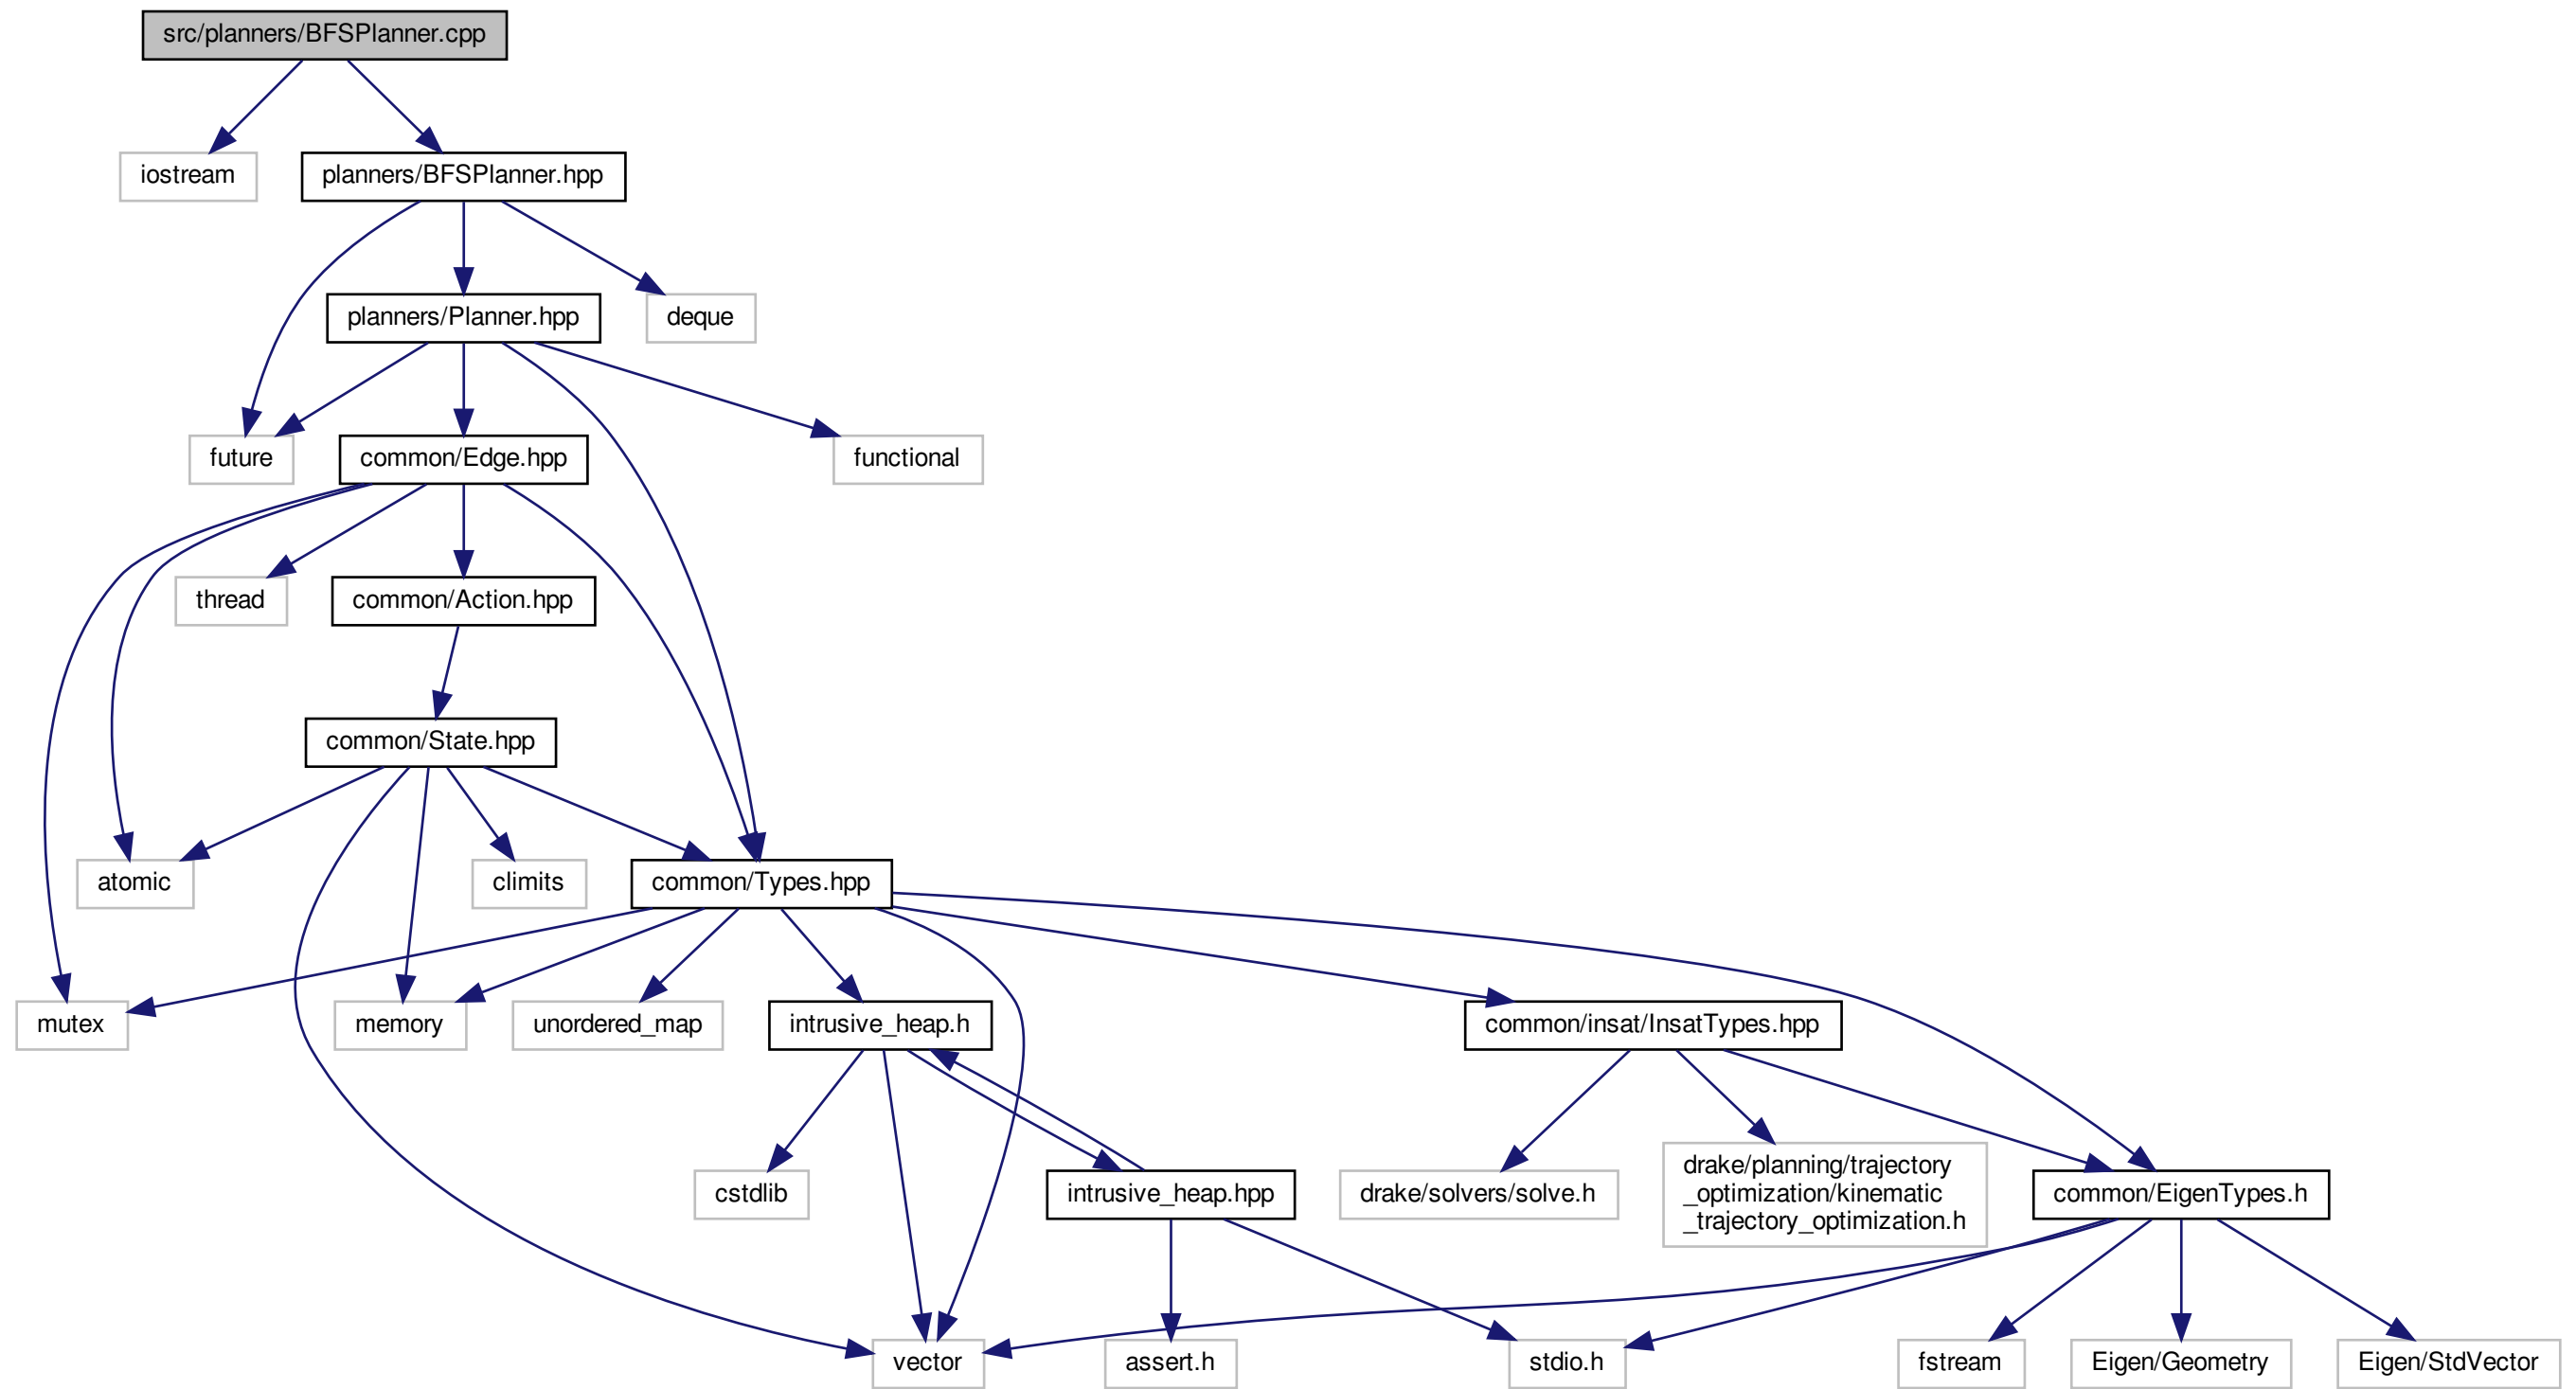 src/planners/BFSPlanner.cpp
iostream
planners/BFSPlanner.hpp
planners/Planner.hpp
deque
future
common/Edge.hpp
functional
thread
common/Action.hpp
common/State.hpp
atomic
climits
common/Types.hpp
mutex
memory
unordered_map
intrusive_heap.h
common/insat/InsatTypes.hpp
cstdlib
intrusive_heap.hpp
drake/solvers/solve.h
drake/planning/trajectory
_optimization/kinematic
_trajectory_optimization.h
common/EigenTypes.h
vector
assert.h
stdio.h
fstream
Eigen/Geometry
Eigen/StdVector